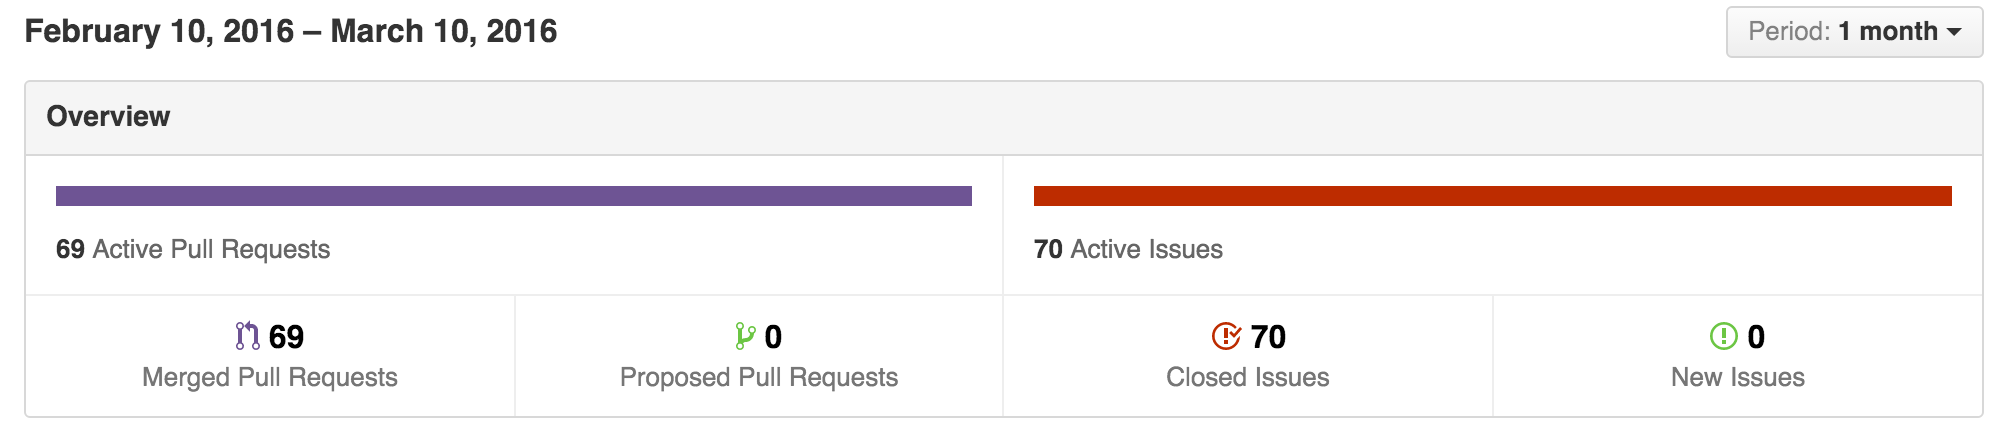 February 10, 2016 – March 10, 2016
Period: 1 month
Overview
69 Active Pull Requests
70 Active Issues
69
Merged Pull Requests
0
Proposed Pull Requests
70
Closed Issues
0
New Issues